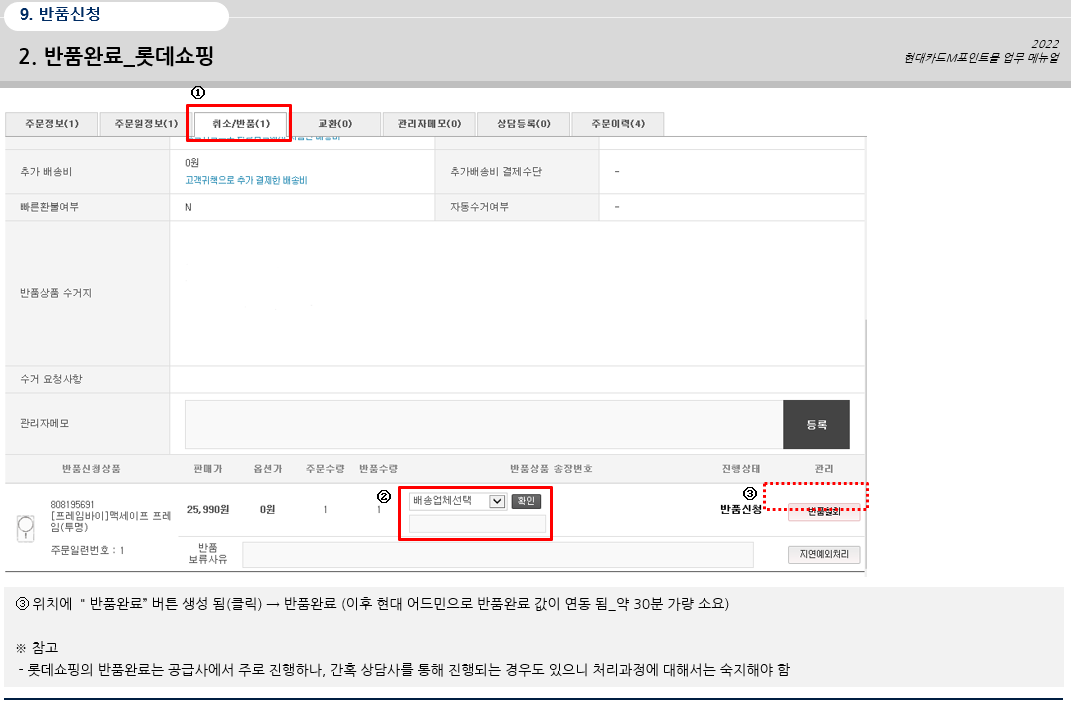 9. 반품신청
2. 반품완료_롯데쇼핑
2022
현대카드M포인트몰 업무 메뉴얼
①
주문정보(1) 주문일정보(1) 취소/반품(1) 교환(0) 관리자메모(0) 상담등록(0) 주문이력(4)
추가 배송비 0원 추가배송비 결제수단 -
고객귀책으로 추가 결제한 배송비
빠른환불여부 N 자동수거여부 -
반품상품 수거지
수거 요청사항
관리자메모 등록
반품신청상품 판매가 옵션가 주문수량 반품수량 반품상품 송장번호 진행상태 관리
808195691
[프레임바이]맥세이프 프레
임(투명)
주문일련번호 : 1
25,990원 0원 1 1 ② 배송업체선택 확인 반품신청 ③ 반품철회
반품
보류사유
지연예외처리
③ 위치에 “ 반품완료” 버튼 생성 됨(클릭) → 반품완료 (이후 현대 어드민으로 반품완료 값이 연동 됨_약 30분 가량 소요)
※ 참고
- 롯데쇼핑의 반품완료는 공급사에서 주로 진행하나, 간혹 상담사를 통해 진행되는 경우도 있으니 처리과정에 대해서는 숙지해야 함